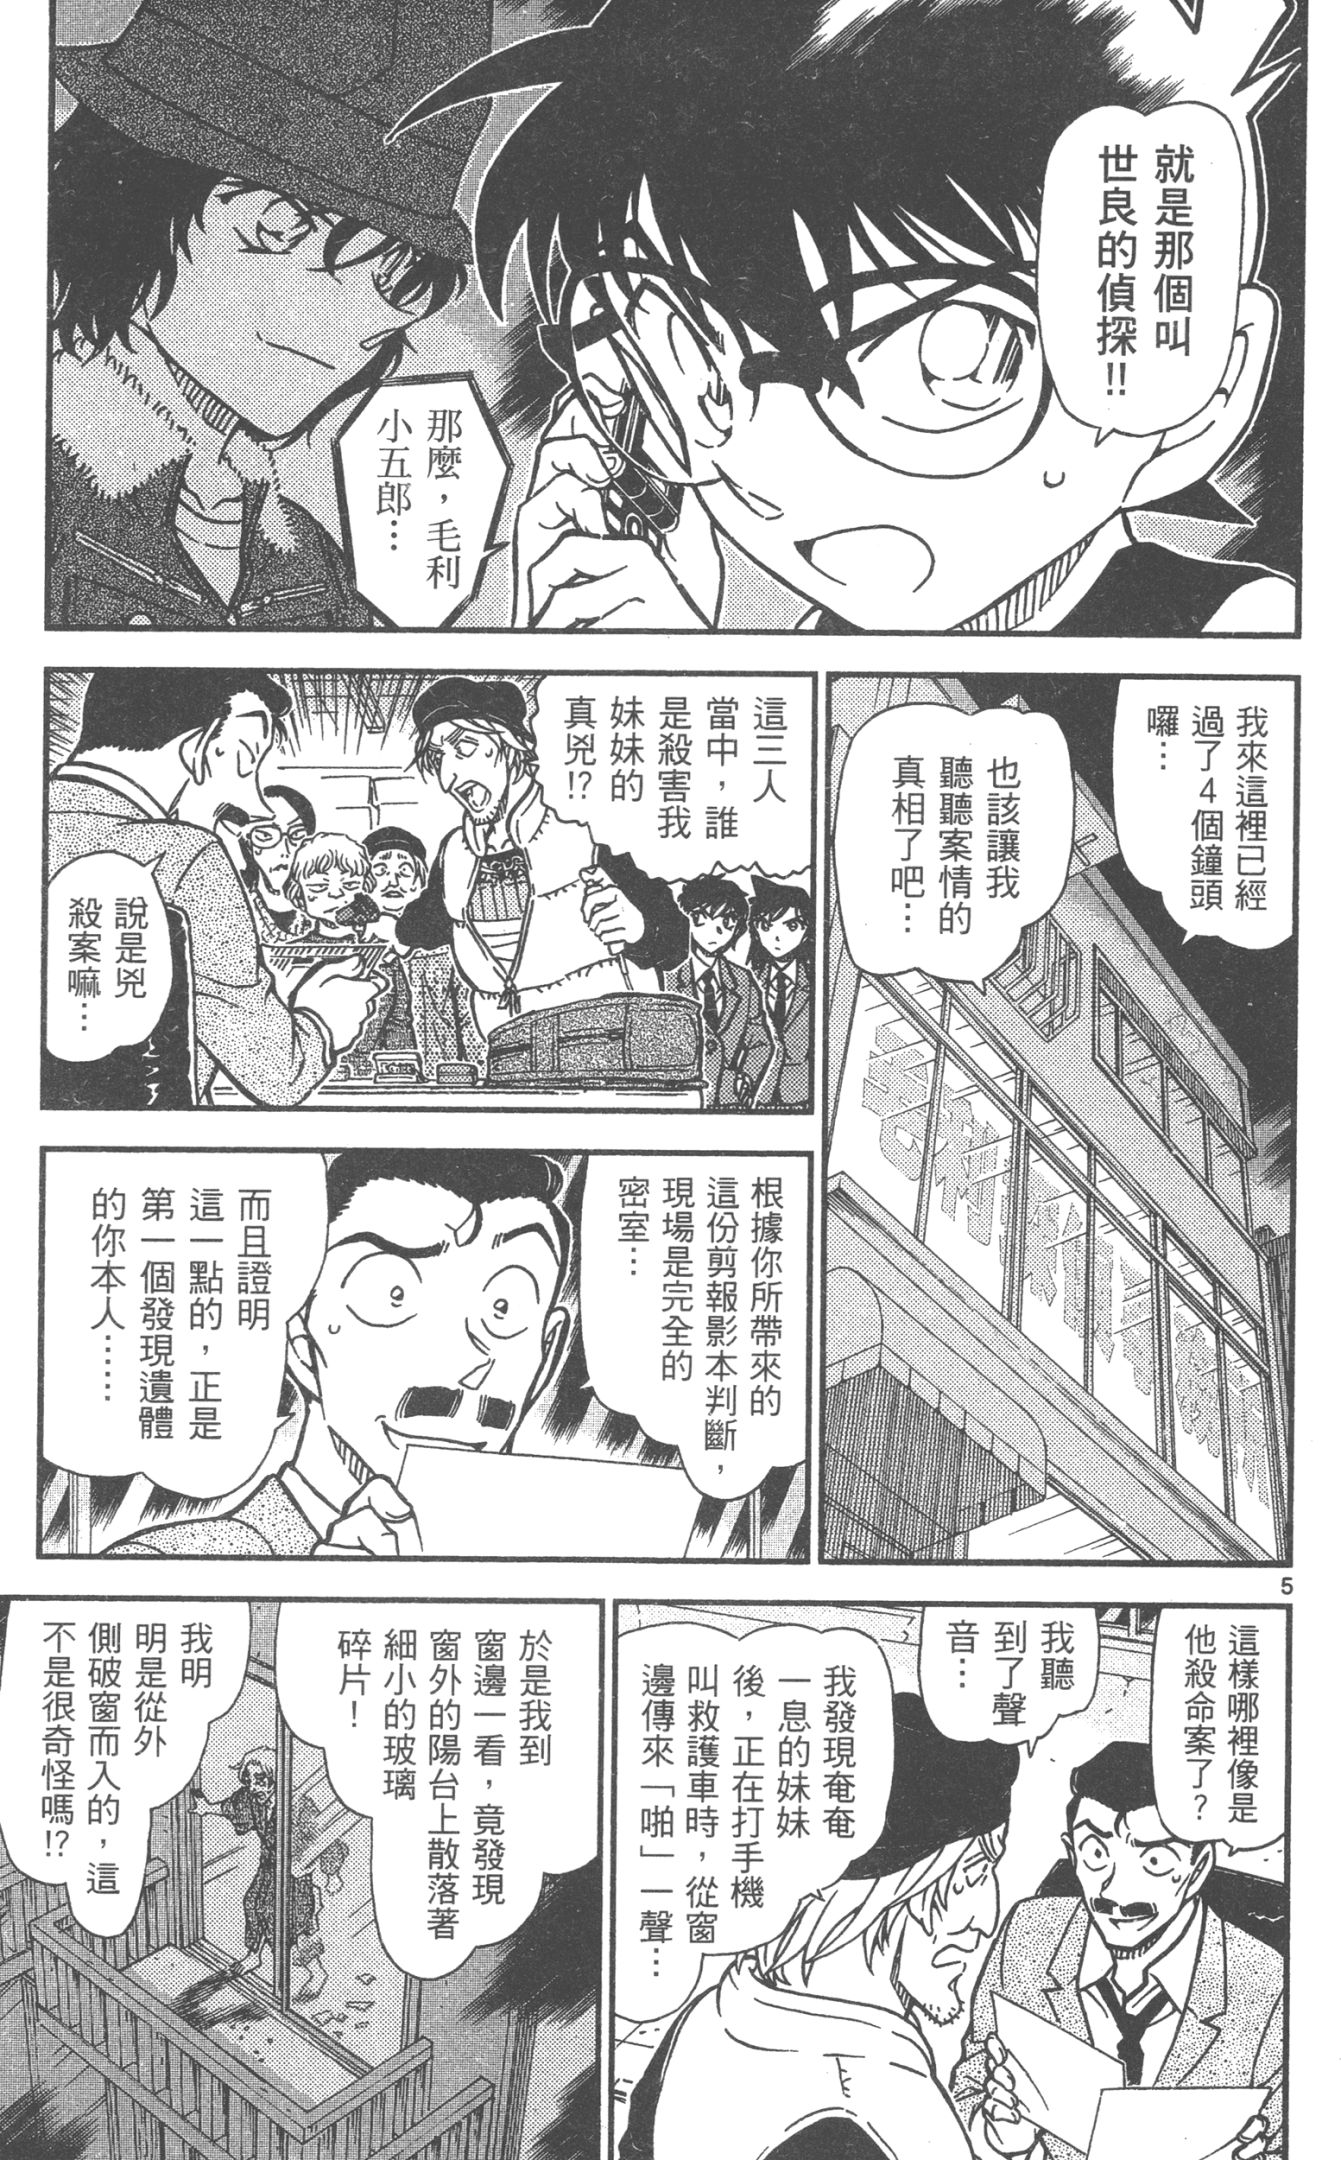 就是那個叫
世良的偵探!!
那麼，毛利
小五郎…
我來這裡已經
過了4個鐘頭
囉…
也該讓我
聽聽案情的
真相了吧…
這三人
當中，誰
是殺害我
妹妹的
真兇!?
說是兇
殺案嘛…
根據你所帶來的
這份剪報影本判斷，
現場是完全的
密室…
而且證明
這一點的，正是
第一個發現遺體
的你本人……
5
這樣哪裡像是
他殺命案了？
我聽
到了聲
音…
我發現奄奄
一息的妹妹
後，正在打手機
叫救護車時，從窗
邊傳來「啪」一聲…
於是我到
窗邊一看，竟發現
窗外的陽台上散落著
細小的玻璃
碎片！
我明
明是從外
側破窗而入的，這
不是很奇怪嗎!?